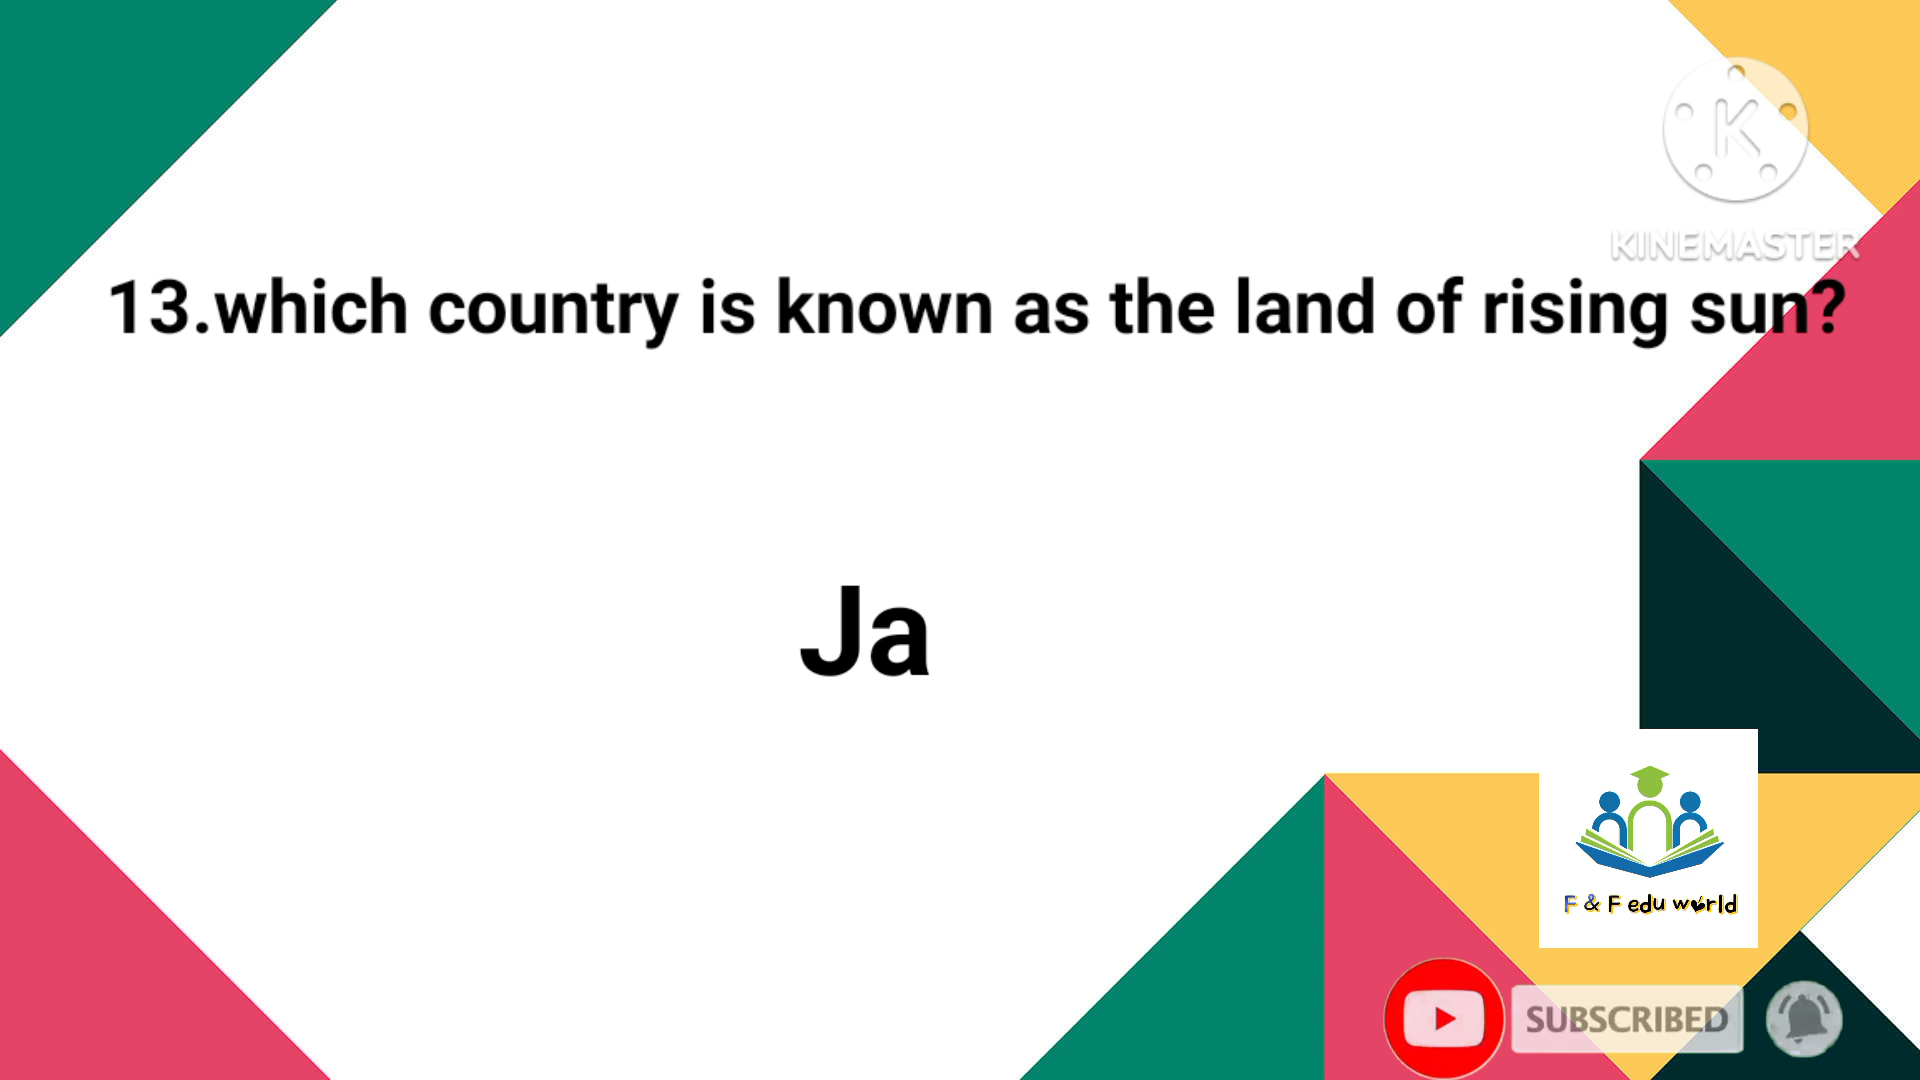 KINEMASTER
13.which country is known as the land of rising sun?
Ja
F & F edu world
SUBSCRIBED